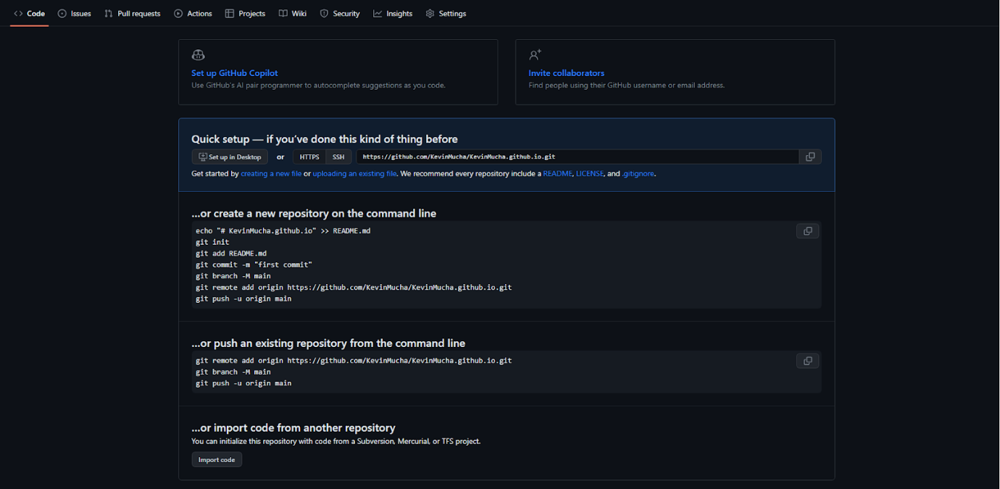 Code Issues Pull requests Actions Projects Wiki Security Insights Settings
Set up GitHub Copilot
Use GitHub's AI pair programmer to autocomplete suggestions as you code.
Invite collaborators
Find people using their GitHub username or email address.
Quick setup — if you've done this kind of thing before
Set up in Desktop or HTTPS SSH https://github.com/KevinMucha/KevinMucha.github.io.git
Get started by creating a new file or uploading an existing file. We recommend every repository include a README, LICENSE, and .gitignore.
...or create a new repository on the command line
echo "# KevinMucha.github.io" >> README.md
git init
git add README.md
git commit -m "first commit"
git branch -M main
git remote add origin https://github.com/KevinMucha/KevinMucha.github.io.git
git push -u origin main
...or push an existing repository from the command line
git remote add origin https://github.com/KevinMucha/KevinMucha.github.io.git
git branch -M main
git push -u origin main
...or import code from another repository
You can initialize this repository with code from a Subversion, Mercurial, or TFS project.
Import code